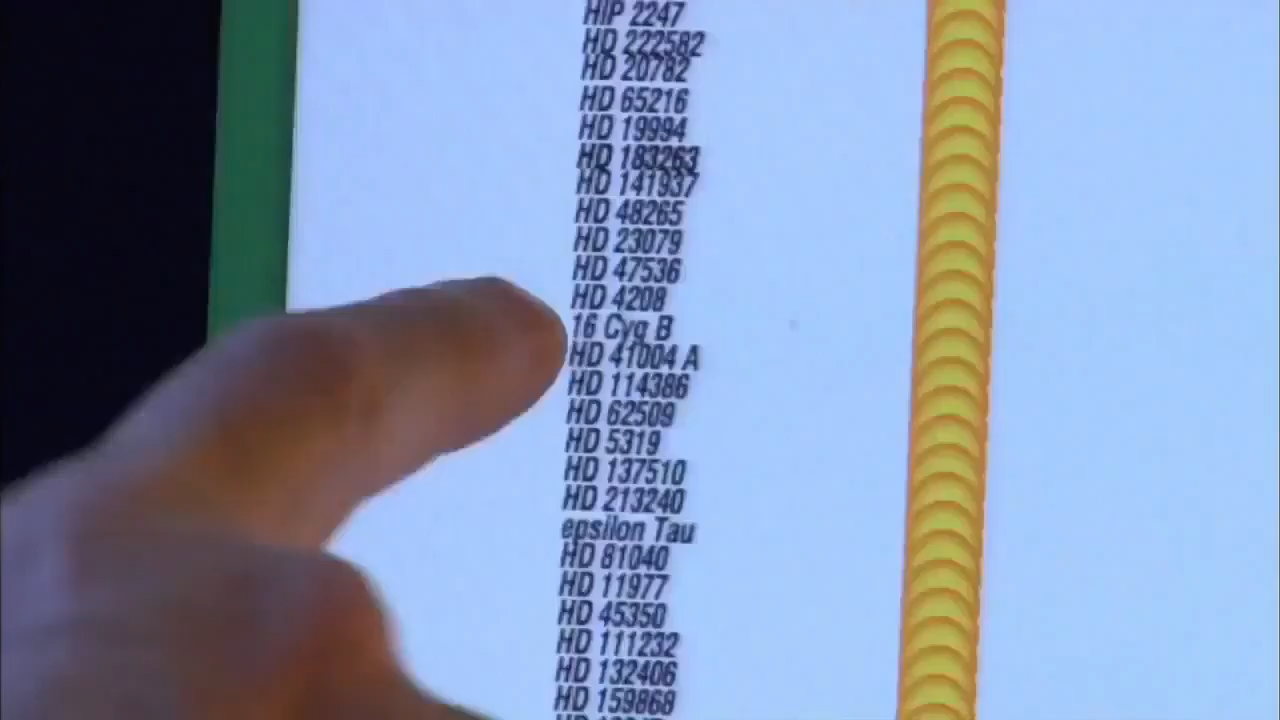 HIP 2247
HD 222582
HD 20782
HD 65216
HD 19994
HD 183263
HD 141937
HD 48265
HD 23079
HD 47536
HD 4208
16 Cyg B
HD 41004 A
HD 114386
HD 62509
HD 5319
HD 137510
HD 213240
epsilon Tau
HD 81040
HD 11977
HD 45350
HD 111232
HD 132406
HD 159868